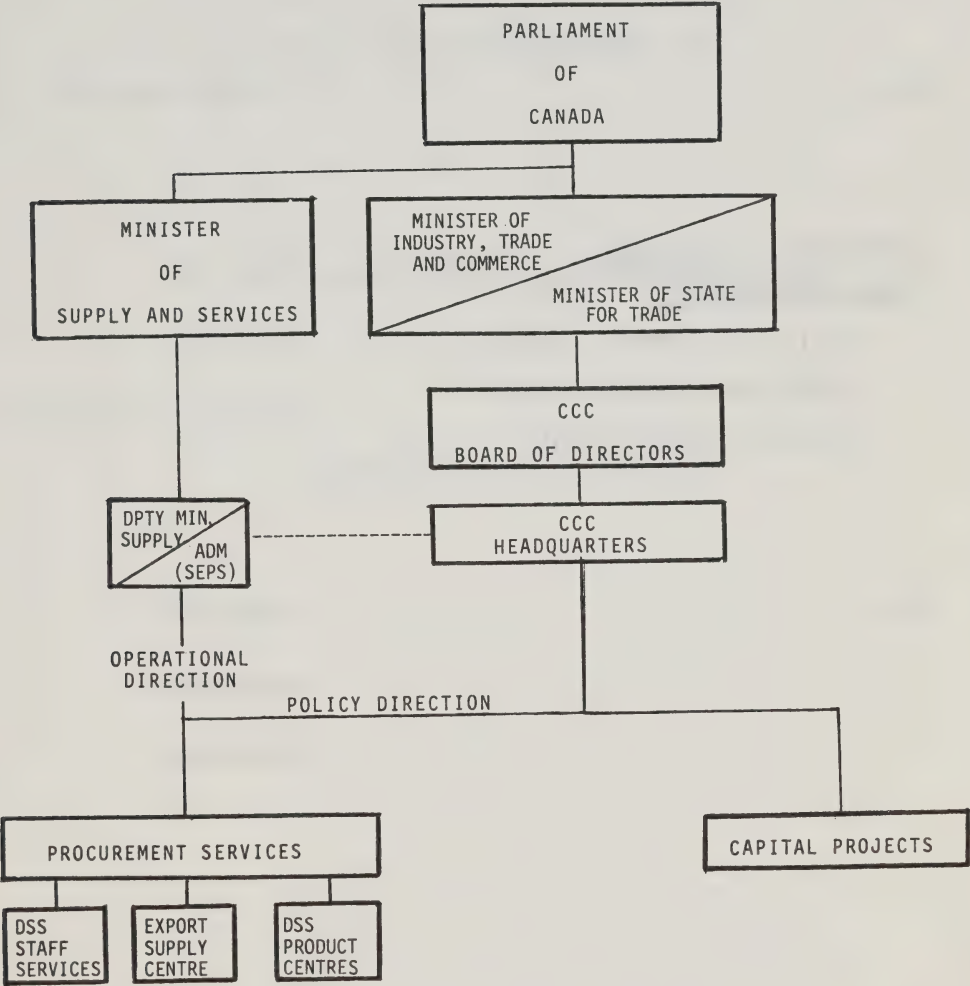 PARLIAMENT
OF
CANADA
MINISTER
OF
SUPPLY AND SERVICES
MINISTER OF
INDUSTRY, TRADE
AND COMMERCE
MINISTER OF STATE
FOR TRADE
CCC
BOARD OF DIRECTORS
DPTY MIN.
SUPPLY
ADM
(SEPS)
CCC
HEADQUARTERS
OPERATIONAL
DIRECTION
POLICY DIRECTION
PROCUREMENT SERVICES
CAPITAL PROJECTS
DSS
STAFF
SERVICES
EXPORT
SUPPLY
CENTRE
DSS
PRODUCT
CENTRES